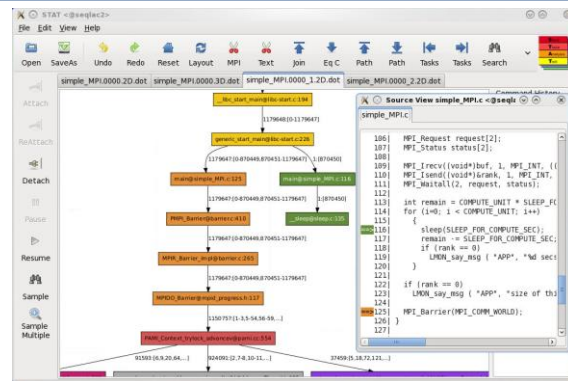 STAT <@seqlac2>
File Edit View Help
Open SaveAs Undo Redo Reset Layout MPI Text Join Eq C Path Path Tasks Tasks Search
simple_MPI.0000.2D.dot simple_MPI.0000.3D.dot simple_MPI.0000_1.2D.dot simple_MPI.0000_2.2D.dot
Attach
ReAttach
Detach
Pause
Resume
Sample
Sample
Multiple
__libc_start_main@libc-start.c:194
1179648:[0-1179647]
generic_start_main@libc-start.c:226
1179647:[0-870449,870451-1179647] 1:[870450]
main@simple_MPI.c:125 main@simple_MPI.c:116
1179647:[0-870449,870451-1179647] 1:[870450]
PMPI_Barrier@barrier.c:410 __sleep@sleep.c:135
1179647:[0-870449,870451-1179647]
MPIR_Barrier_impl@barrier.c:265
1179647:[0-870449,870451-1179647]
MPIDO_Barrier@mpid_progress.h:117
1150757:[1-3,5-54,56-59,...]
PAMI_Context_trylock_advancev@pami.cc:554
91593:[6,9,20,64,...] 924091:[2,7-8,10-11,...] 37459:[5,18,72,121,...]
Source View simple_MPI.c
simple_MPI.c
106| MPI_Request request[2];
107| MPI_Status status[2];
108|
109| MPI_Irecv((void*)buf, 1, MPI_INT, ((
110| MPI_Isend((void*)&rank, 1, MPI_INT,
111| MPI_Waitall(2, request, status);
112|
113| int remain = COMPUTE_UNIT * SLEEP_FO
114| for (i=0; i < COMPUTE_UNIT; i++)
115| {
116| sleep(SLEEP_FOR_COMPUTE_SEC);
117| remain -= SLEEP_FOR_COMPUTE_SEC;
118| if (rank == 0)
119| LMON_say_msg ( "APP", "%d secs
120| }
121|
122| if (rank == 0)
123| LMON_say_msg ( "APP", "size of thi
124|
125| MPI_Barrier(MPI_COMM_WORLD);
126| }
127|